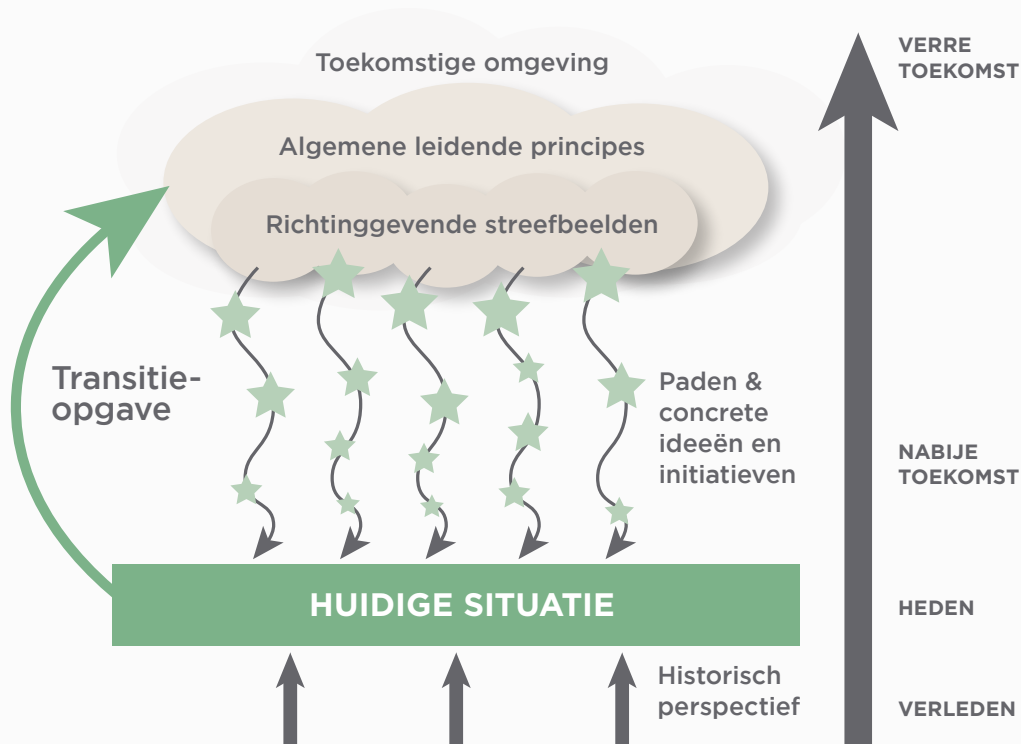 Toekomstige omgeving
VERRE
TOEKOMST
Algemene leidende principes
Richtinggevende streefbeelden
Transitie-
opgave
Paden &
concrete
ideeën en
initiatieven
NABIJE
TOEKOMST
HUIDIGE SITUATIE
HEDEN
Historisch
perspectief
VERLEDEN